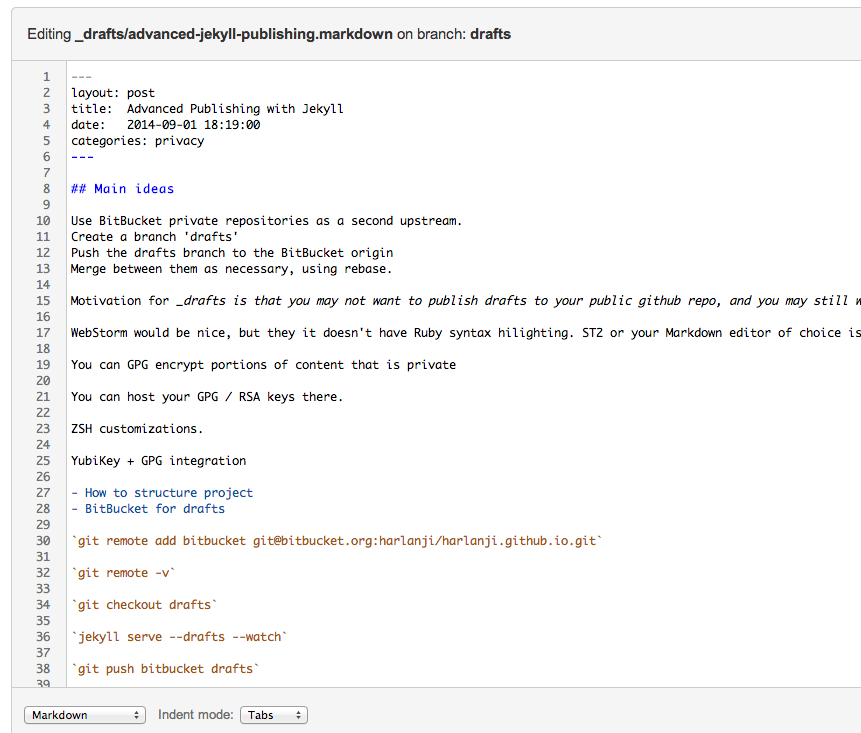 Editing _drafts/advanced-jekyll-publishing.markdown on branch: drafts
1 ---
2 layout: post
3 title:  Advanced Publishing with Jekyll
4 date:   2014-09-01 18:19:00
5 categories: privacy
6 ---
7
8 ## Main ideas
9
10 Use BitBucket private repositories as a second upstream.
11 Create a branch 'drafts'
12 Push the drafts branch to the BitBucket origin
13 Merge between them as necessary, using rebase.
14
15 Motivation for _drafts is that you may not want to publish drafts to your public github repo, and you may still w
16
17 WebStorm would be nice, but they it doesn't have Ruby syntax hilighting. ST2 or your Markdown editor of choice is
18
19 You can GPG encrypt portions of content that is private
20
21 You can host your GPG / RSA keys there.
22
23 ZSH customizations.
24
25 YubiKey + GPG integration
26
27 - How to structure project
28 - BitBucket for drafts
29
30 `git remote add bitbucket git@bitbucket.org:harlanji/harlanji.github.io.git`
31
32 `git remote -v`
33
34 `git checkout drafts`
35
36 `jekyll serve --drafts --watch`
37
38 `git push bitbucket drafts`
39
Markdown Indent mode: Tabs